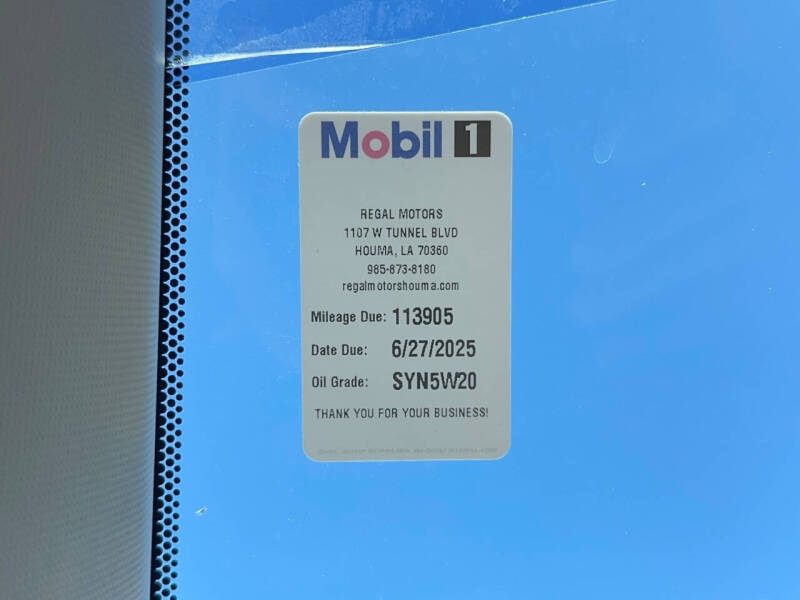 Mobil 1
REGAL MOTORS
1107 W TUNNEL BLVD
HOUMA, LA 70360
985-873-8180
regalmotorshouma.com
Mileage Due: 113905
Date Due: 6/27/2025
Oil Grade: SYN5W20
THANK YOU FOR YOUR BUSINESS!